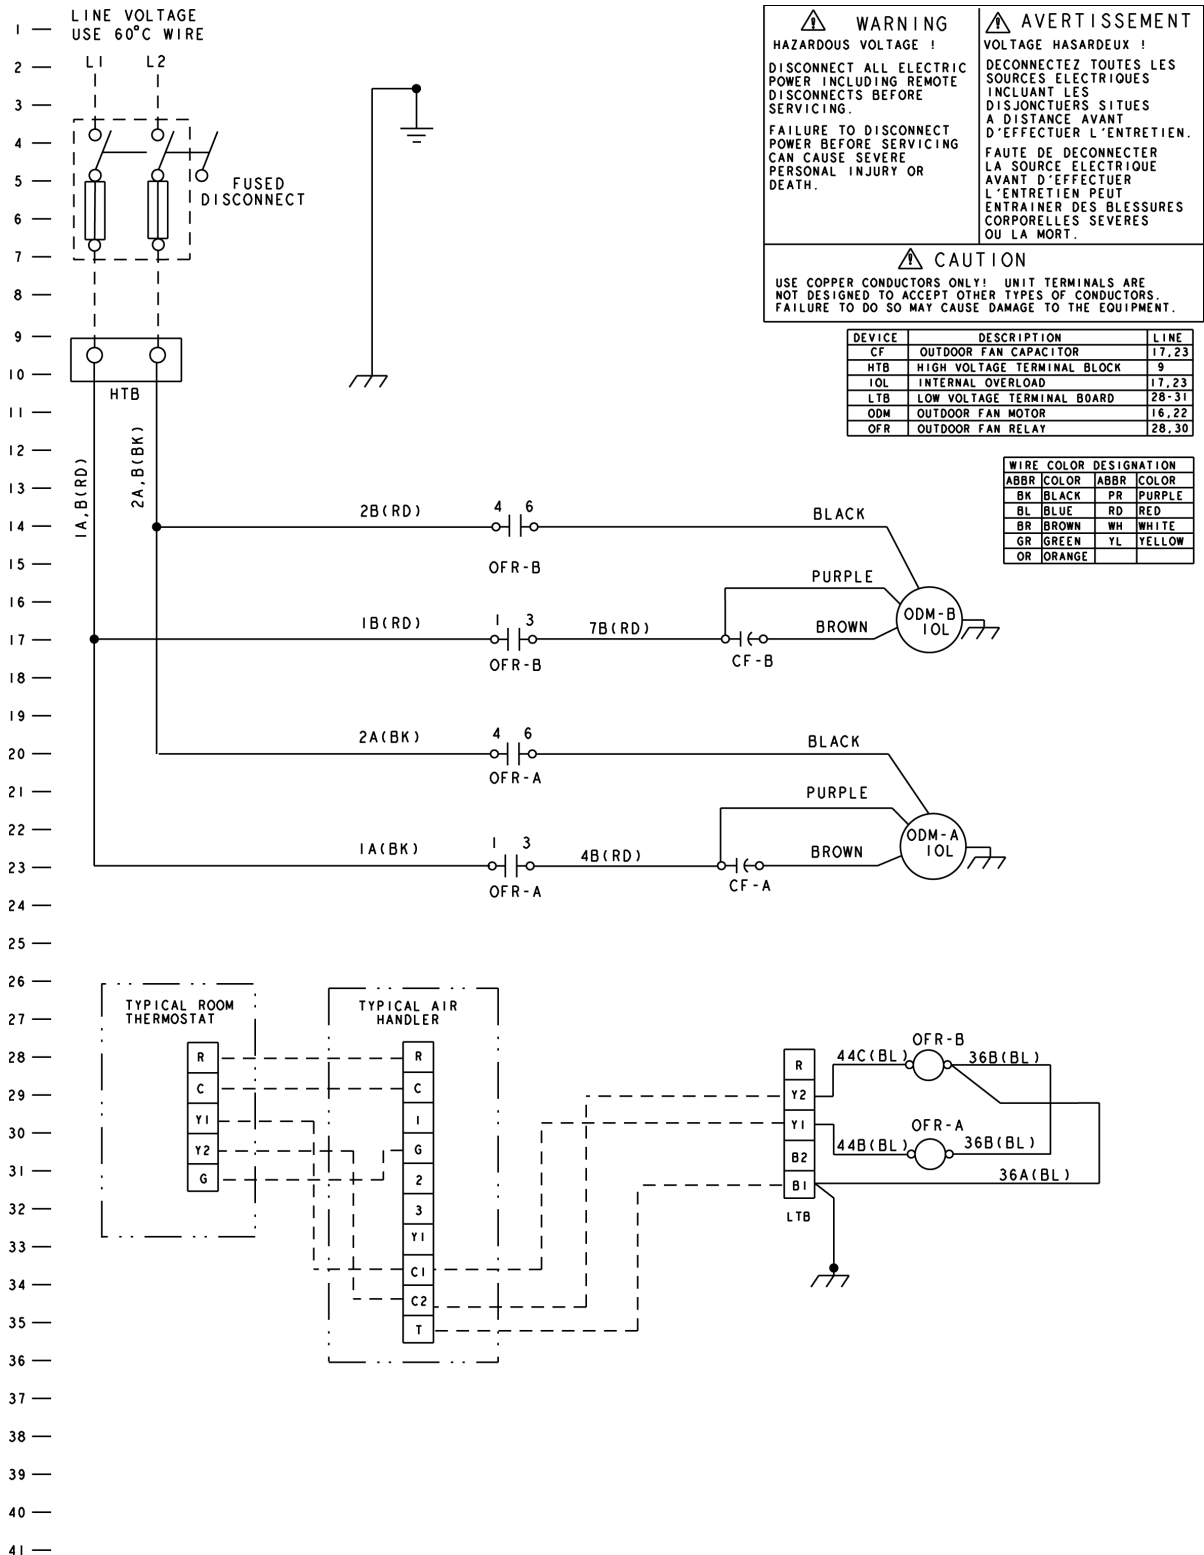 LINE VOLTAGE
USE 60°C WIRE
L1 L2
FUSED
DISCONNECT
HTB
1A,B(RD)
2A,B(BK)
WARNING
HAZARDOUS VOLTAGE !
DISCONNECT ALL ELECTRIC
POWER INCLUDING REMOTE
DISCONNECTS BEFORE
SERVICING.
FAILURE TO DISCONNECT
POWER BEFORE SERVICING
CAN CAUSE SEVERE
PERSONAL INJURY OR
DEATH.
AVERTISSEMENT
VOLTAGE HASARDEUX !
DECONNECTEZ TOUTES LES
SOURCES ELECTRIQUES
INCLUANT LES
DISJONCTUERS SITUES
A DISTANCE AVANT
D'EFFECTUER L'ENTRETIEN.
FAUTE DE DECONNECTER
LA SOURCE ELECTRIQUE
AVANT D'EFFECTUER
L'ENTRETIEN PEUT
ENTRAINER DES BLESSURES
CORPORELLES SEVERES
OU LA MORT.
CAUTION
USE COPPER CONDUCTORS ONLY! UNIT TERMINALS ARE
NOT DESIGNED TO ACCEPT OTHER TYPES OF CONDUCTORS.
FAILURE TO DO SO MAY CAUSE DAMAGE TO THE EQUIPMENT.
DEVICE DESCRIPTION LINE
CF OUTDOOR FAN CAPACITOR 17,23
HTB HIGH VOLTAGE TERMINAL BLOCK 9
IOL INTERNAL OVERLOAD 17,23
LTB LOW VOLTAGE TERMINAL BOARD 28-31
ODM OUTDOOR FAN MOTOR 16,22
OFR OUTDOOR FAN RELAY 28,30
WIRE COLOR DESIGNATION
ABBR COLOR ABBR COLOR
BK BLACK PR PURPLE
BL BLUE RD RED
BR BROWN WH WHITE
GR GREEN YL YELLOW
OR ORANGE
2B(RD) 4 6 BLACK
OFR-B
PURPLE
1B(RD) 1 3 7B(RD) BROWN
OFR-B CF-B
ODM-B
IOL
2A(BK) 4 6 BLACK
OFR-A
PURPLE
1A(BK) 1 3 4B(RD) BROWN
OFR-A CF-A
ODM-A
IOL
TYPICAL ROOM
THERMOSTAT
R
C
Y1
Y2
G
TYPICAL AIR
HANDLER
R
C
1
G
2
3
Y1
C1
C2
T
R
Y2
Y1
B2
B1
LTB
OFR-B
44C(BL) 36B(BL)
OFR-A
44B(BL) 36B(BL)
36A(BL)
1
2
3
4
5
6
7
8
9
10
11
12
13
14
15
16
17
18
19
20
21
22
23
24
25
26
27
28
29
30
31
32
33
34
35
36
37
38
39
40
41